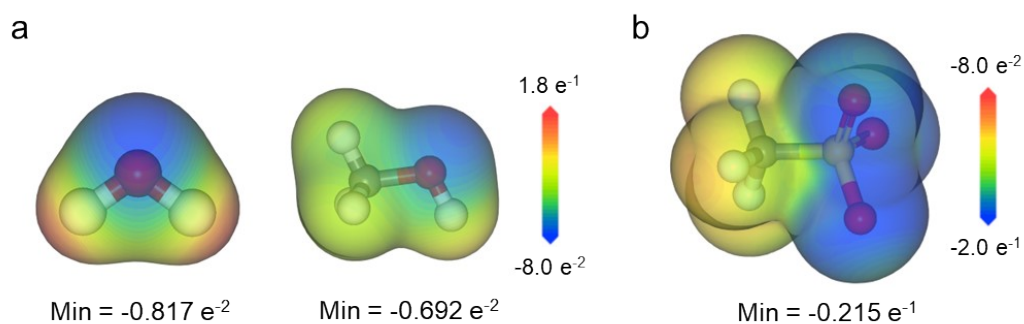 a
b
1.8 e-1
-8.0 e-2
-8.0 e-2
-2.0 e-1
Min = -0.817 e-2
Min = -0.692 e-2
Min = -0.215 e-1